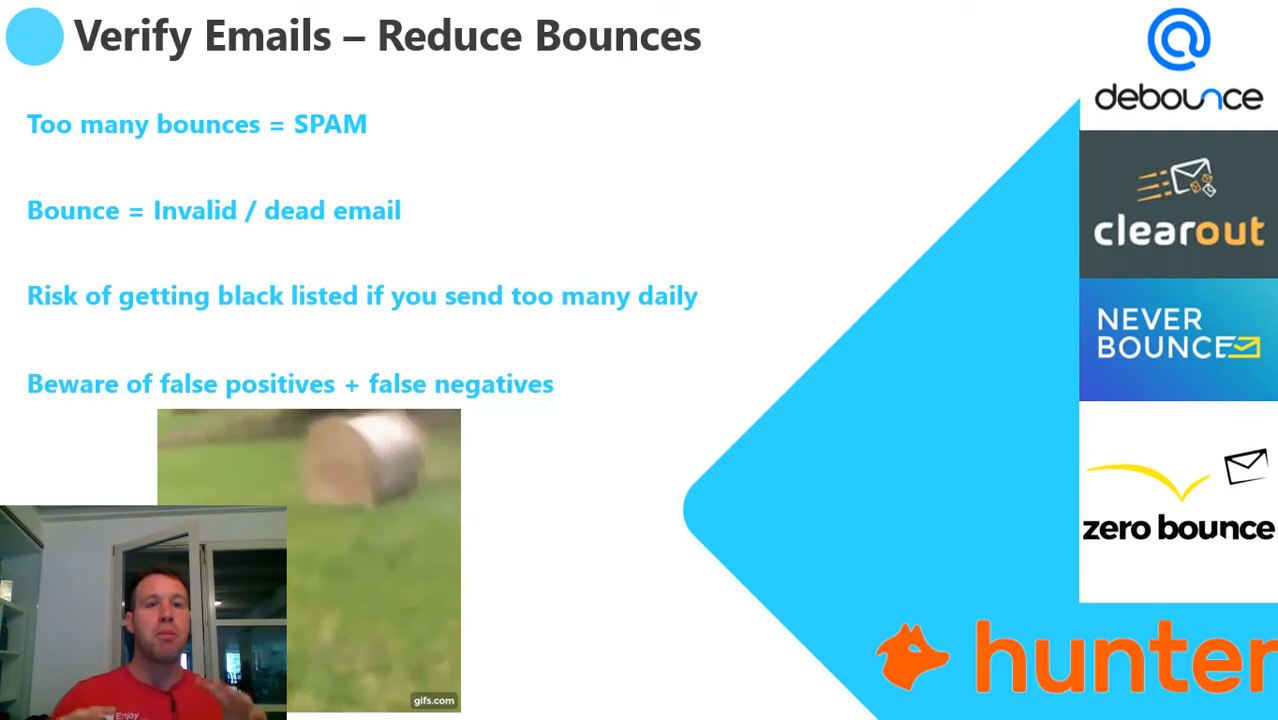 Verify Emails – Reduce Bounces
Too many bounces = SPAM
Bounce = Invalid / dead email
Risk of getting black listed if you send too many daily
Beware of false positives + false negatives
debounce
clearout
NEVER
BOUNCE
zero bounce
hunter
gifs.com
Enjoy